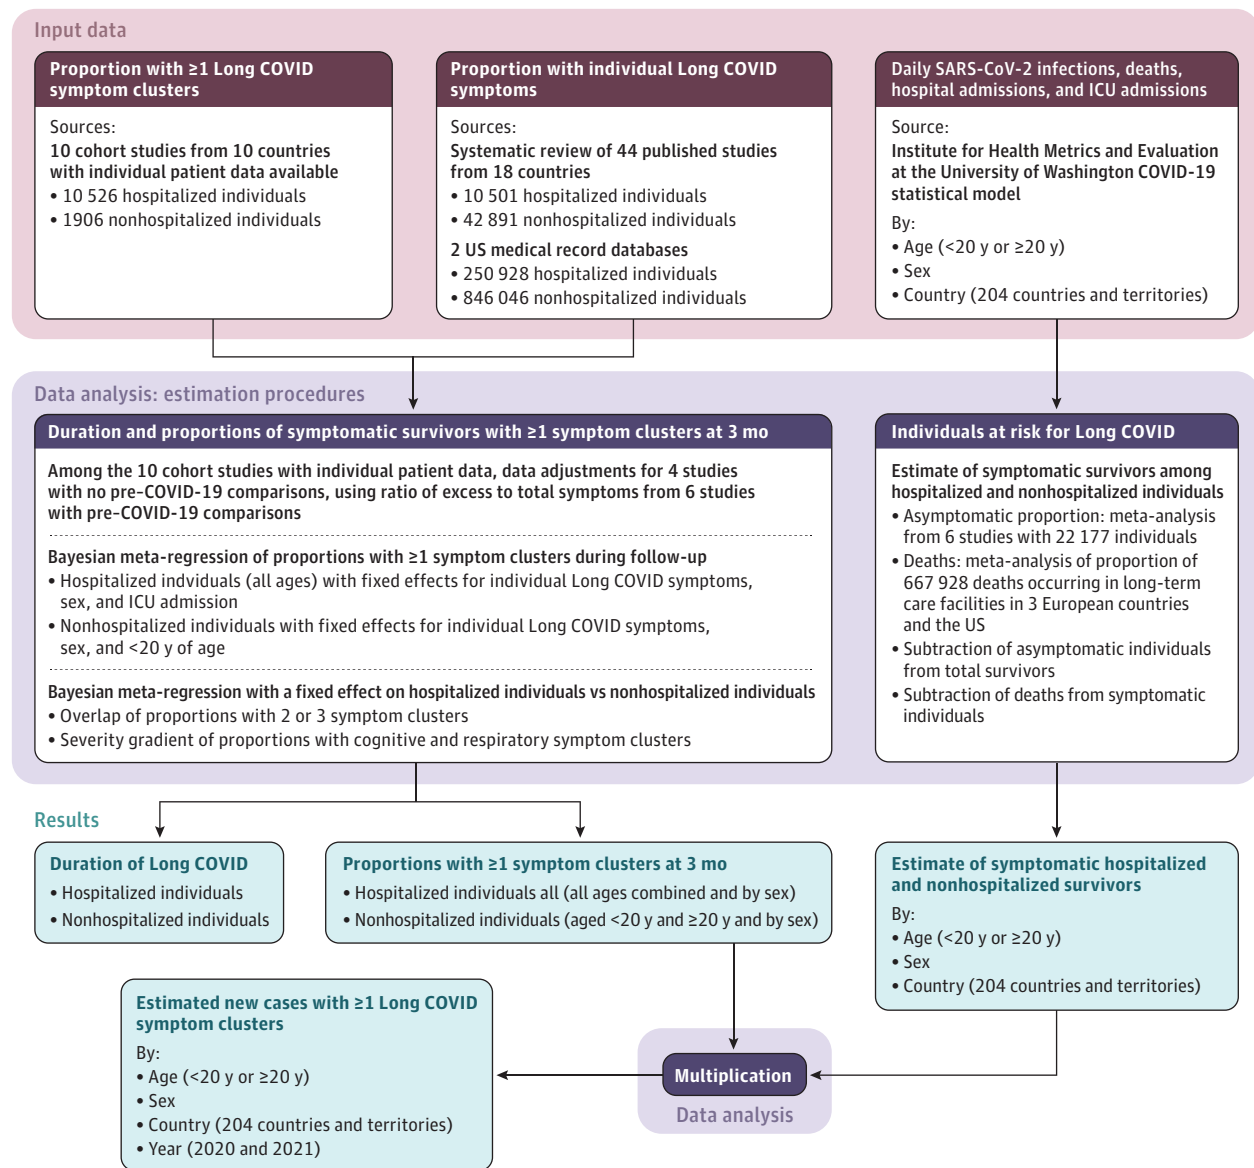 Input data
Proportion with ≥1 Long COVID
symptom clusters
Sources:
10 cohort studies from 10 countries
with individual patient data available
• 10 526 hospitalized individuals
• 1906 nonhospitalized individuals
Proportion with individual Long COVID
symptoms
Sources:
Systematic review of 44 published studies
from 18 countries
• 10 501 hospitalized individuals
• 42 891 nonhospitalized individuals
2 US medical record databases
• 250 928 hospitalized individuals
• 846 046 nonhospitalized individuals
Daily SARS-CoV-2 infections, deaths,
hospital admissions, and ICU admissions
Source:
Institute for Health Metrics and Evaluation
at the University of Washington COVID-19
statistical model
By:
• Age (<20 y or ≥20 y)
• Sex
• Country (204 countries and territories)
Data analysis: estimation procedures
Duration and proportions of symptomatic survivors with ≥1 symptom clusters at 3 mo
Among the 10 cohort studies with individual patient data, data adjustments for 4 studies
with no pre–COVID-19 comparisons, using ratio of excess to total symptoms from 6 studies
with pre–COVID-19 comparisons
Bayesian meta-regression of proportions with ≥1 symptom clusters during follow-up
• Hospitalized indviduals (all ages) with fixed effects for individual Long COVID symptoms,
sex, and ICU admission
• Nonhospitalized individuals with fixed effects for individual Long COVID symptoms,
sex, and <20 y of age
Bayesian meta-regression with a fixed effect on hospitalized individuals vs nonhospitalized individuals
• Overlap of proportions with 2 or 3 symptom clusters
• Severity gradient of proportions with cognitive and respiratory symptom clusters
Individuals at risk for Long COVID
Estimate of symptomatic survivors among
hospitalized and nonhospitalized individuals
• Asymptomatic proportion: meta-analysis
from 6 studies with 22 177 individuals
• Deaths: meta-analysis of proportion of
667 928 deaths occurring in long-term
care facilities in 3 European countries
and the US
• Subtraction of asymptomatic individuals
from total survivors
• Subtraction of deaths from symptomatic
individuals
Results
Duration of Long COVID
• Hospitalized individuals
• Nonhospitalized individuals
Proportions with ≥1 symptom clusters at 3 mo
• Hospitalized individuals all (all ages combined and by sex)
• Nonhospitalized individuals (aged <20 y and ≥20 y and by sex)
Estimate of symptomatic hospitalized
and nonhospitalized survivors
By:
• Age (<20 y or ≥20 y)
• Sex
• Country (204 countries and territories)
Estimated new cases with ≥1 Long COVID
symptom clusters
By:
• Age (<20 y or ≥20 y)
• Sex
• Country (204 countries and territories)
• Year (2020 and 2021)
Multiplication
Data analysis